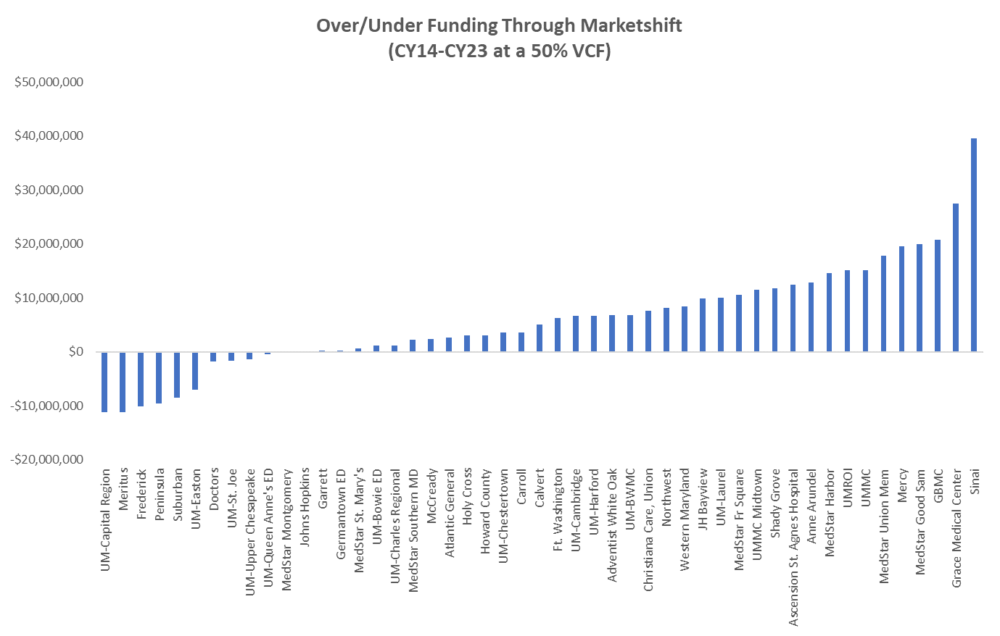 Over/Under Funding Through Marketshift
(CY14-CY23 at a 50% VCF)
$50,000,000
$40,000,000
$30,000,000
$20,000,000
$10,000,000
$0
-$10,000,000
-$20,000,000
UM-Capital Region
Meritus
Frederick
Peninsula
Suburban
UM-Easton
Doctors
UM-St. Joe
UM-Upper Chesapeake
UM-Queen Anne's ED
MedStar Montgomery
Johns Hopkins
Garrett
Germantown ED
MedStar St. Mary's
UM-Bowie ED
UM-Charles Regional
MedStar Southern MD
McCready
Atlantic General
Holy Cross
Howard County
UM-Chestertown
Carroll
Calvert
Ft. Washington
UM-Cambridge
UM-Harford
Adventist White Oak
UM-BWMC
Christiana Care, Union
Northwest
Western Maryland
JH Bayview
UM-Laurel
MedStar Fr Square
UMMC Midtown
Shady Grove
Ascension St. Agnes Hospital
Anne Arundel
MedStar Harbor
UMROI
UMMC
MedStar Union Mem
Mercy
MedStar Good Sam
GBMC
Grace Medical Center
Sinai